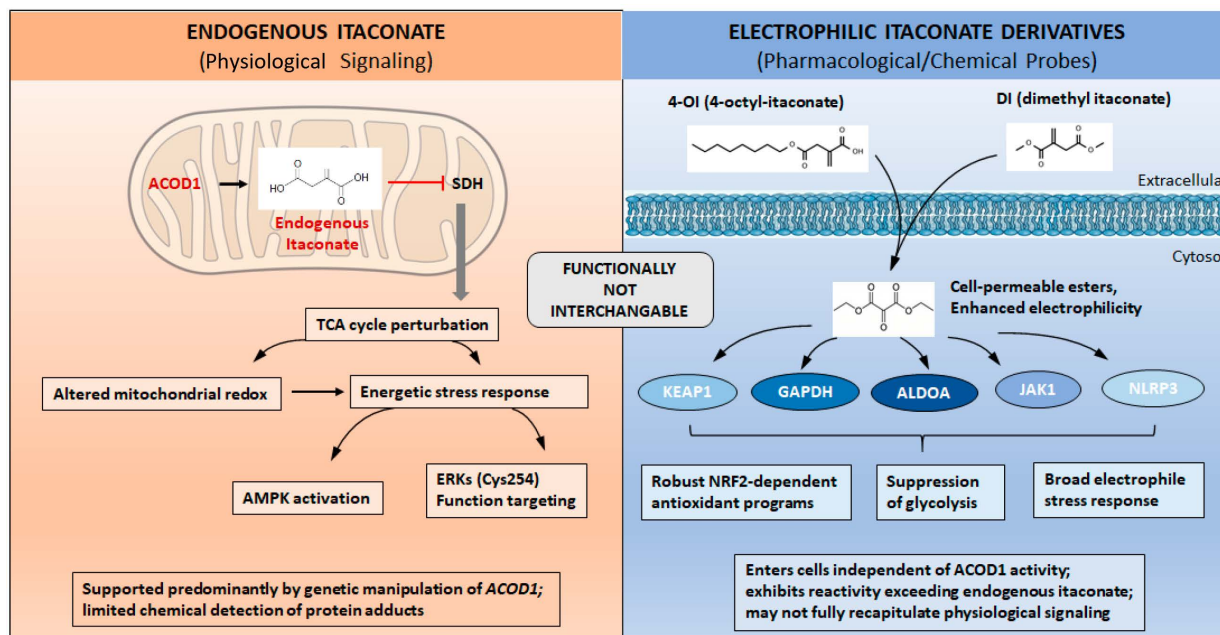 ENDOGENOUS ITACONATE
(Physiological Signaling)
ACOD1
O
HO
OH
O
SDH
Endogenous
Itaconate
TCA cycle perturbation
Altered mitochondrial redox
Energetic stress response
AMPK activation
ERKs (Cys254)
Function targeting
Supported predominantly by genetic manipulation of ACOD1;
limited chemical detection of protein adducts
FUNCTIONALLY
NOT
INTERCHANGABLE
ELECTROPHILIC ITACONATE DERIVATIVES
(Pharmacological/Chemical Probes)
4-OI (4-octyl-itaconate)
DI (dimethyl itaconate)
O
O
O
OH
O
O
O
O
Extracellula
Cytoso
O
O
O
O
O
Cell-permeable esters,
Enhanced electrophilicity
KEAP1
GAPDH
ALDOA
JAK1
NLRP3
Robust NRF2-dependent
antioxidant programs
Suppression
of glycolysis
Broad electrophile
stress response
Enters cells independent of ACOD1 activity;
exhibits reactivity exceeding endogenous itaconate;
may not fully recapitulate physiological signaling